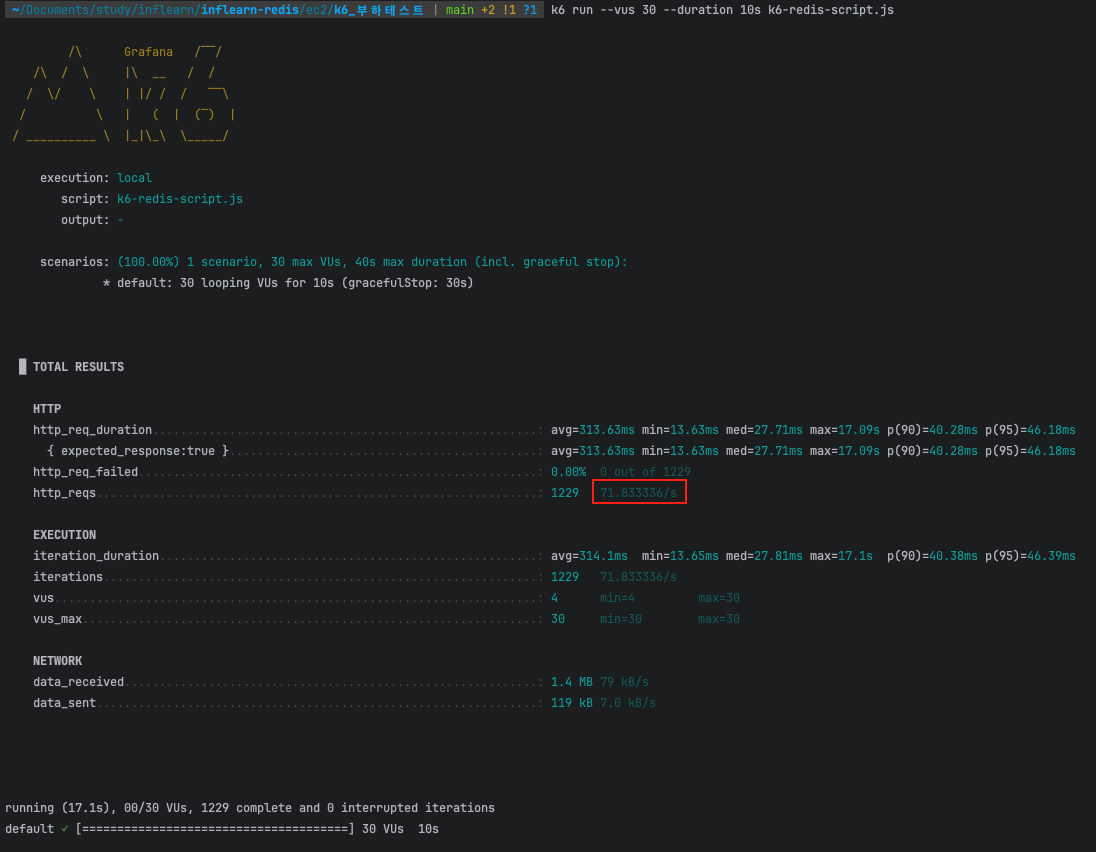 ~/Documents/study/inflearn/inflearn-redis/ec2/k6_부하테스트 | main +2 !1 ?1 k6 run --vus 30 --duration 10s k6-redis-script.js
         /\      Grafana   /‾‾/
    /\  /  \     |\  __   /  /
   /  \/    \    | |/ /  /   ‾‾\
  /          \   |   (  |  (‾)  |
 / __________ \  |_|\_\  \_____/
     execution: local
        script: k6-redis-script.js
        output: -
     scenarios: (100.00%) 1 scenario, 30 max VUs, 40s max duration (incl. graceful stop):
              * default: 30 looping VUs for 10s (gracefulStop: 30s)
  █ TOTAL RESULTS
    HTTP
    http_req_duration.......................................................: avg=313.63ms min=13.63ms med=27.71ms max=17.09s p(90)=40.28ms p(95)=46.18ms
      { expected_response:true }............................................: avg=313.63ms min=13.63ms med=27.71ms max=17.09s p(90)=40.28ms p(95)=46.18ms
    http_req_failed.........................................................: 0.00%  0 out of 1229
    http_reqs...............................................................: 1229   71.833336/s
    EXECUTION
    iteration_duration......................................................: avg=314.1ms  min=13.65ms med=27.81ms max=17.1s  p(90)=40.38ms p(95)=46.39ms
    iterations..............................................................: 1229   71.833336/s
    vus.....................................................................: 4      min=4         max=30
    vus_max.................................................................: 30     min=30        max=30
    NETWORK
    data_received...........................................................: 1.4 MB 79 kB/s
    data_sent...............................................................: 119 kB 7.0 kB/s
running (17.1s), 00/30 VUs, 1229 complete and 0 interrupted iterations
default ✓ [======================================] 30 VUs  10s